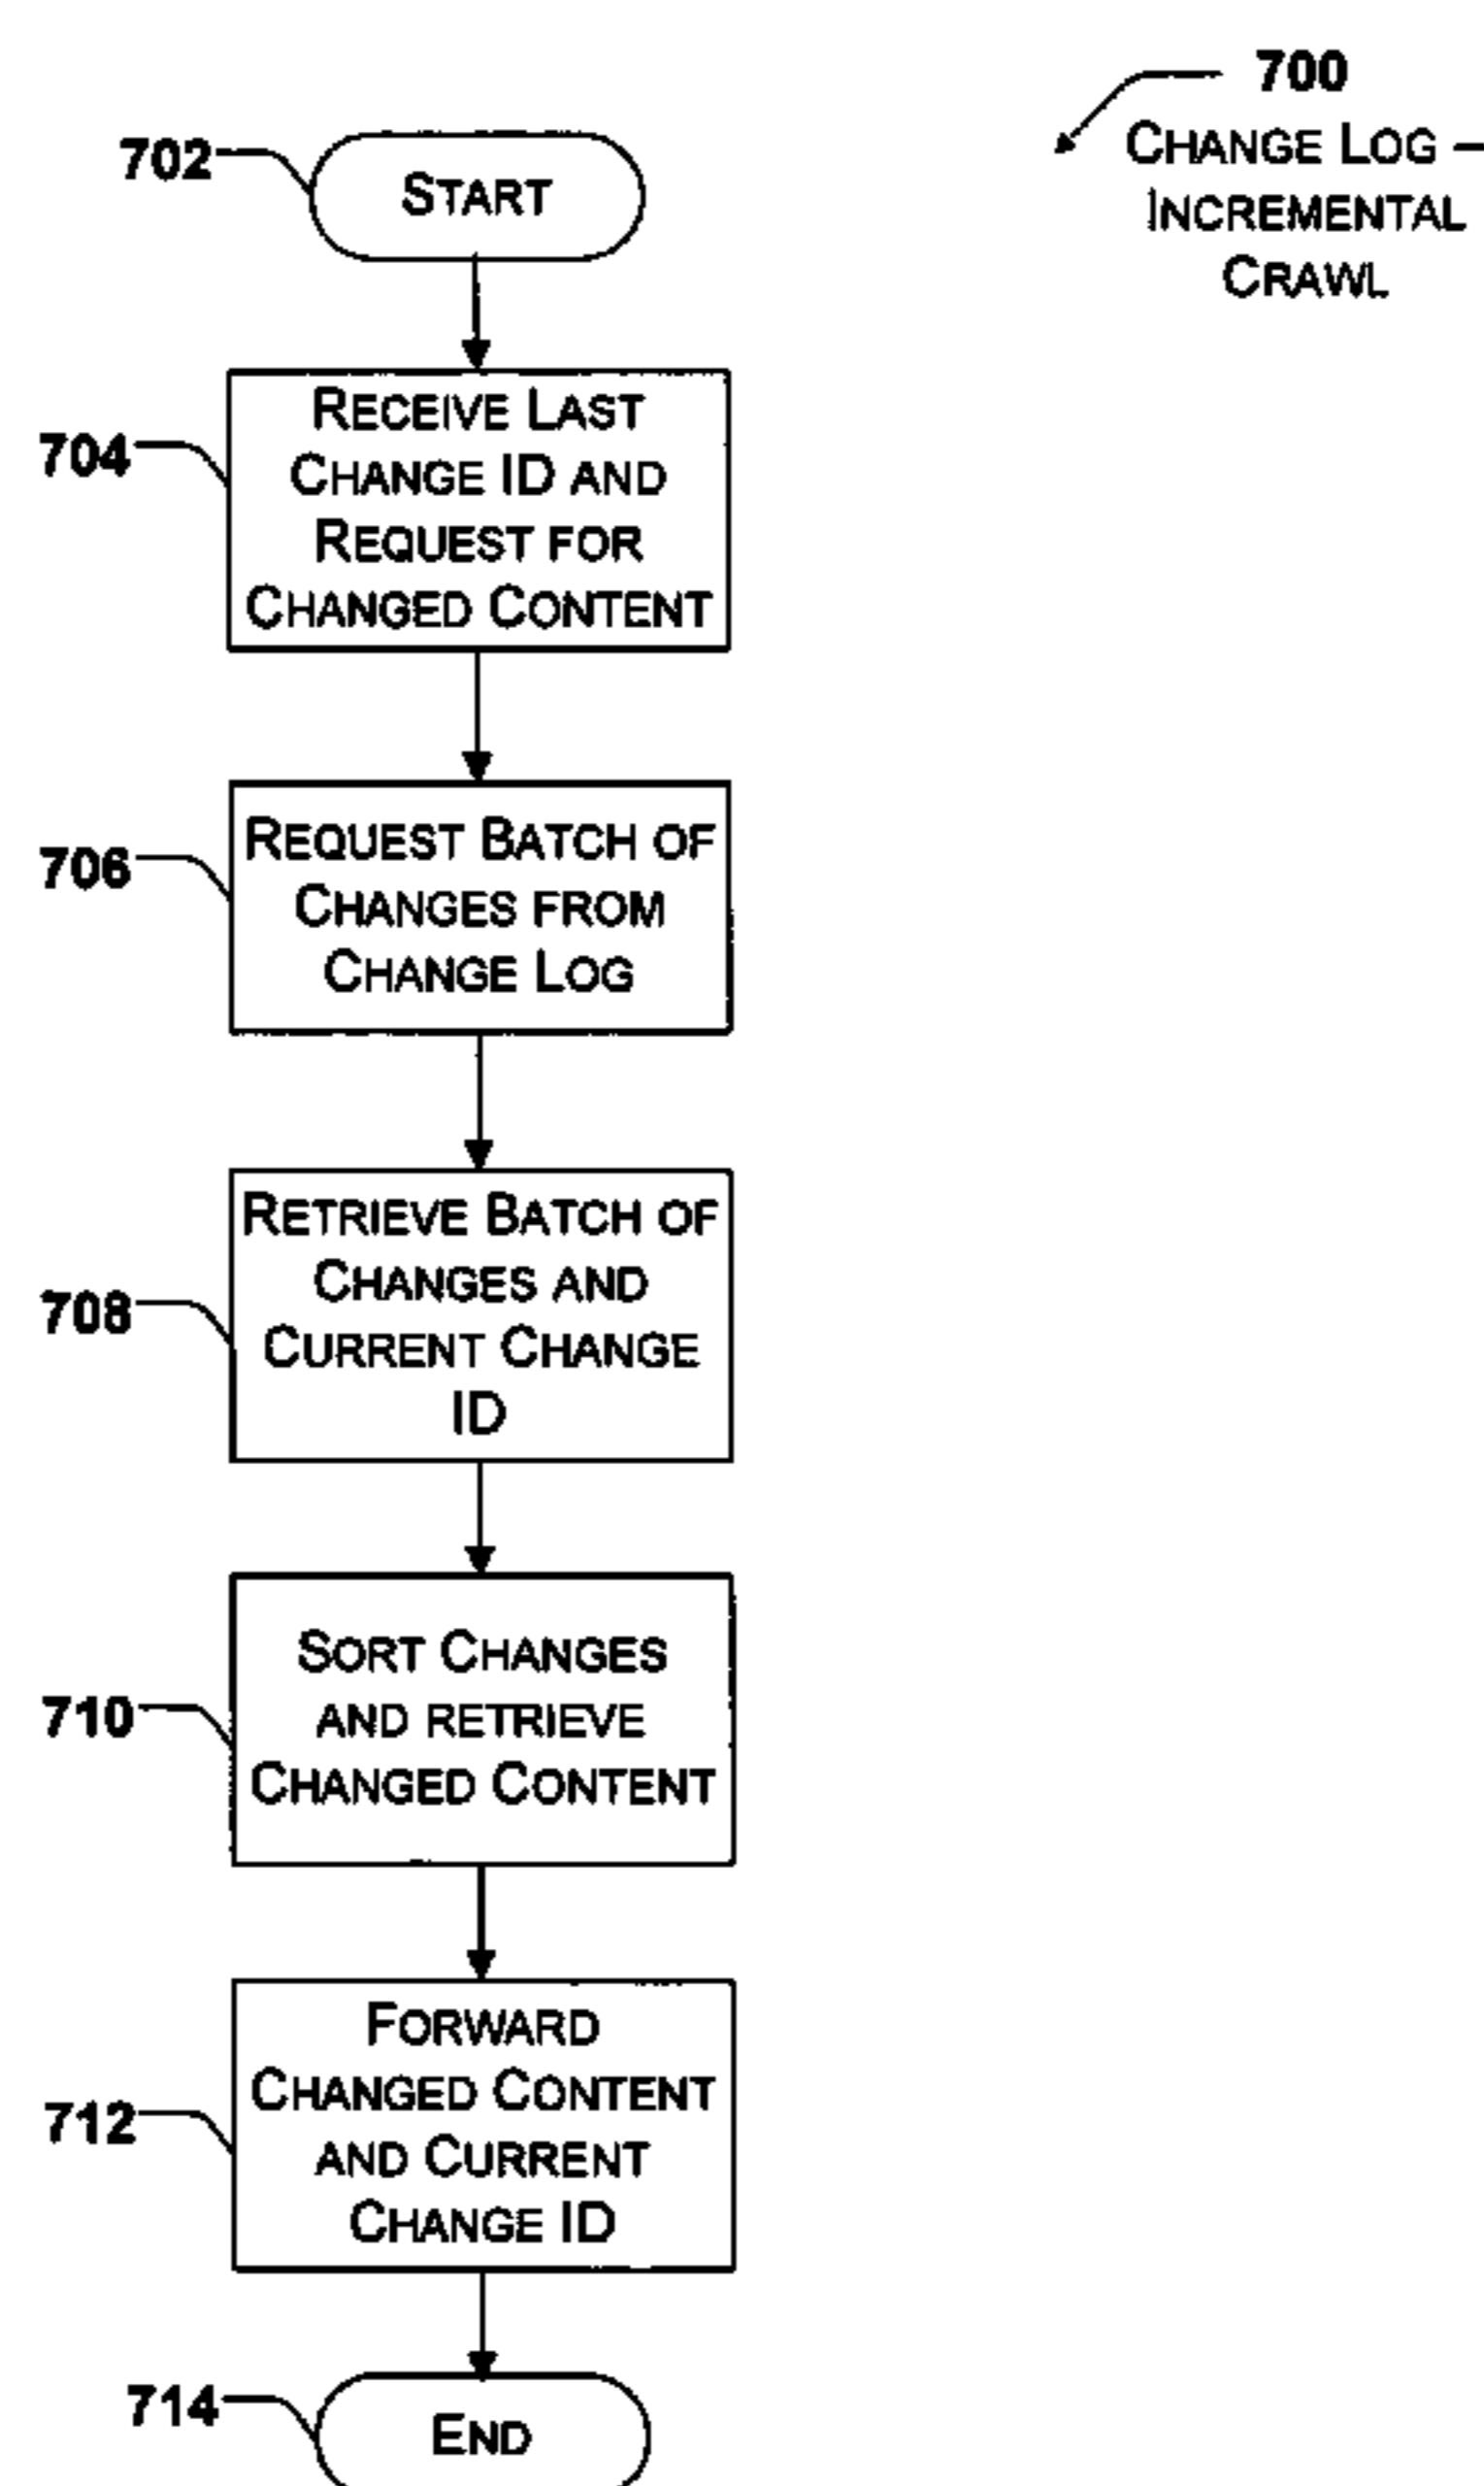 700
CHANGE LOG –
INCREMENTAL
CRAWL
702
START
704
RECEIVE LAST
CHANGE ID AND
REQUEST FOR
CHANGED CONTENT
706
REQUEST BATCH OF
CHANGES FROM
CHANGE LOG
708
RETRIEVE BATCH OF
CHANGES AND
CURRENT CHANGE
ID
710
SORT CHANGES
AND RETRIEVE
CHANGED CONTENT
712
FORWARD
CHANGED CONTENT
AND CURRENT
CHANGE ID
714
END